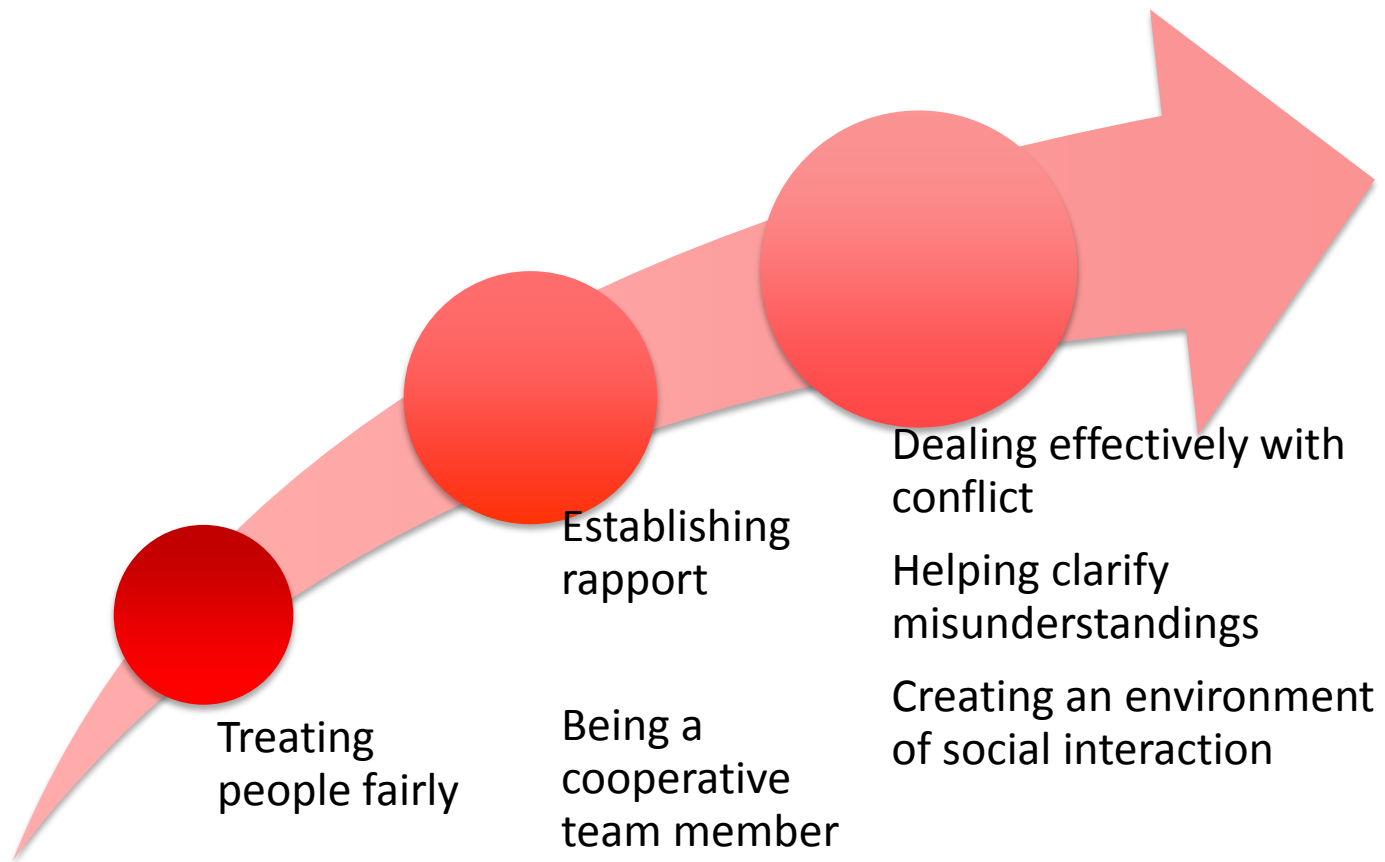 Treating
people fairly
Establishing
rapport
Being a
cooperative
team member
Dealing effectively with
conflict
Helping clarify
misunderstandings
Creating an environment
of social interaction